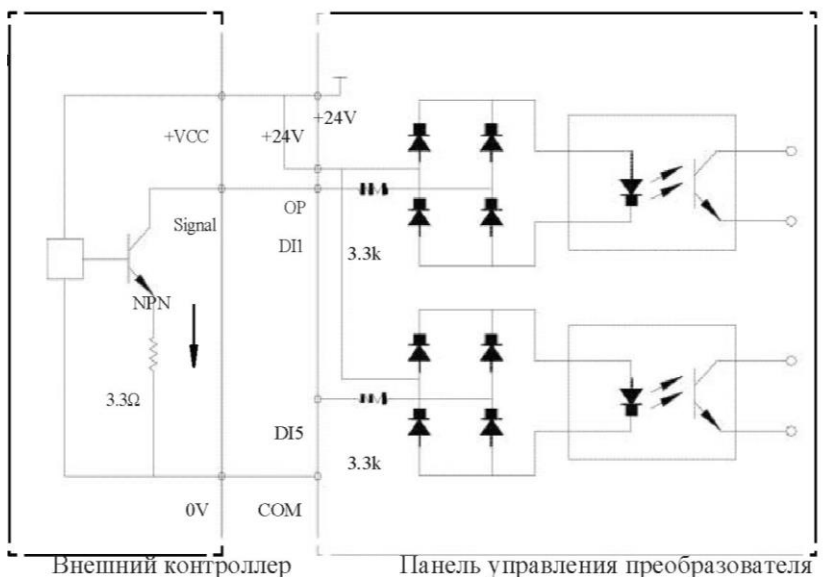 +24V
+VCC
+24V
OP
Signal
DI1
3.3k
NPN
3.3Ω
DI5
3.3k
0V
COM
Внешний контроллер
Панель управления преобразователя